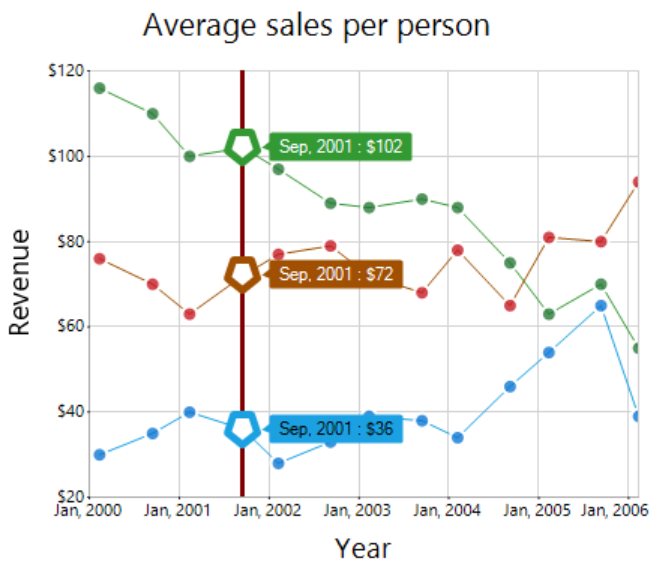 Average sales per person
$120
$100
$80
$60
$40
$20
Revenue
Sep, 2001 : $102
Sep, 2001 : $72
Sep, 2001 : $36
Jan, 2000 Jan, 2001 Jan, 2002 Jan, 2003 Jan, 2004 Jan, 2005 Jan, 2006
Year